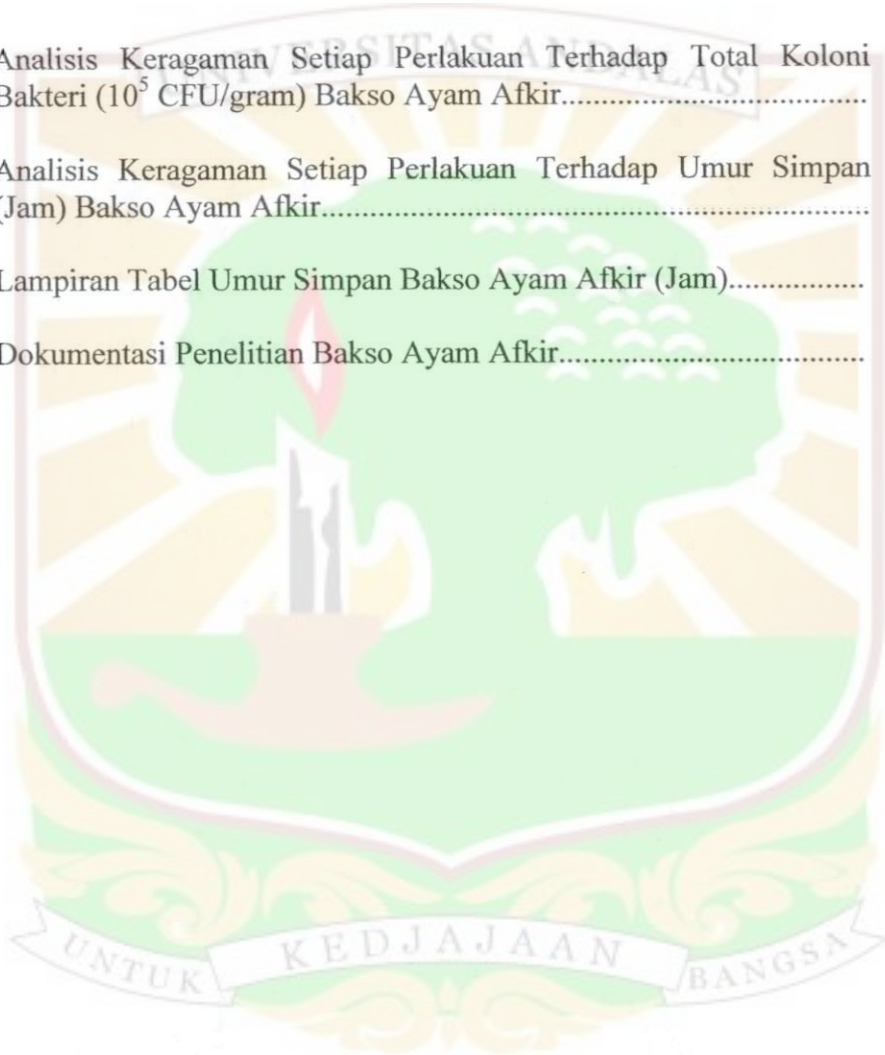 UNIVERSITAS ANDALAS
Analisis Keragaman Setiap Perlakuan Terhadap Total Koloni
Bakteri (10⁵ CFU/gram) Bakso Ayam Afkir......................................
Analisis Keragaman Setiap Perlakuan Terhadap Umur Simpan
(Jam) Bakso Ayam Afkir.....................................................................
Lampiran Tabel Umur Simpan Bakso Ayam Afkir (Jam).................
Dokumentasi Penelitian Bakso Ayam Afkir......................................
UNTUK KEDJAJAAN BANGSA